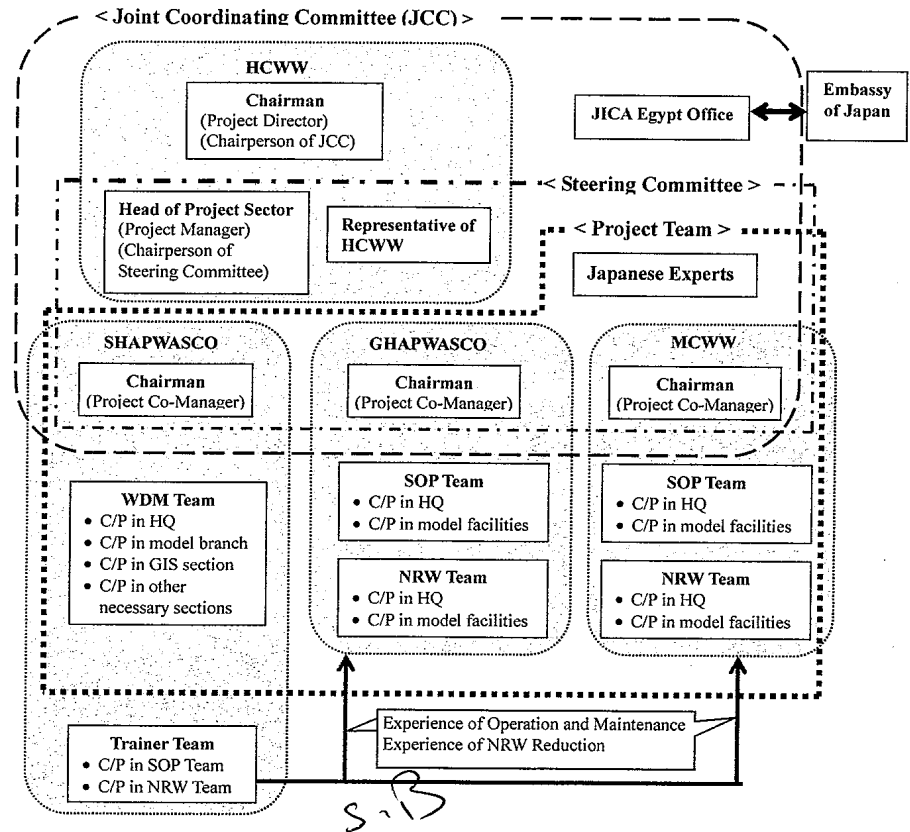 < Joint Coordinating Committee (JCC) >
HCWW
Chairman
(Project Director)
(Chairperson of JCC)
JICA Egypt Office
Embassy
of Japan
< Steering Committee >
Head of Project Sector
(Project Manager)
(Chairperson of
Steering Committee)
Representative of
HCWW
< Project Team >
Japanese Experts
SHAPWASCO
Chairman
(Project Co-Manager)
GHAPWASCO
Chairman
(Project Co-Manager)
MCWW
Chairman
(Project Co-Manager)
WDM Team
• C/P in HQ
• C/P in model branch
• C/P in GIS section
• C/P in other
necessary sections
SOP Team
• C/P in HQ
• C/P in model facilities
NRW Team
• C/P in HQ
• C/P in model facilities
SOP Team
• C/P in HQ
• C/P in model facilities
NRW Team
• C/P in HQ
• C/P in model facilities
Trainer Team
• C/P in SOP Team
• C/P in NRW Team
Experience of Operation and Maintenance
Experience of NRW Reduction
S.B